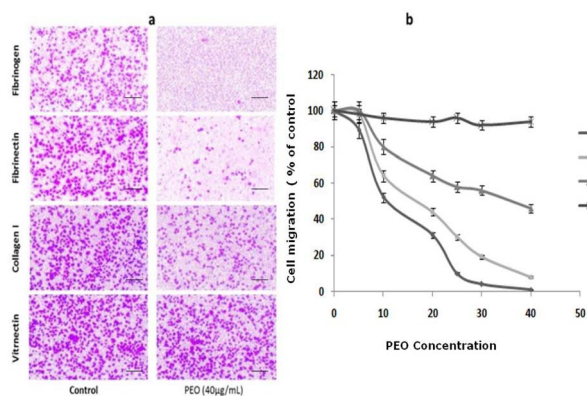 a
b
Fibrinogen
Fibrinectin
Collagen I
Vitrnectin
Control
PEO (40µg/mL)
Cell migration ( % of control)
120
100
80
60
40
20
0
0
10
20
30
40
50
PEO Concentration